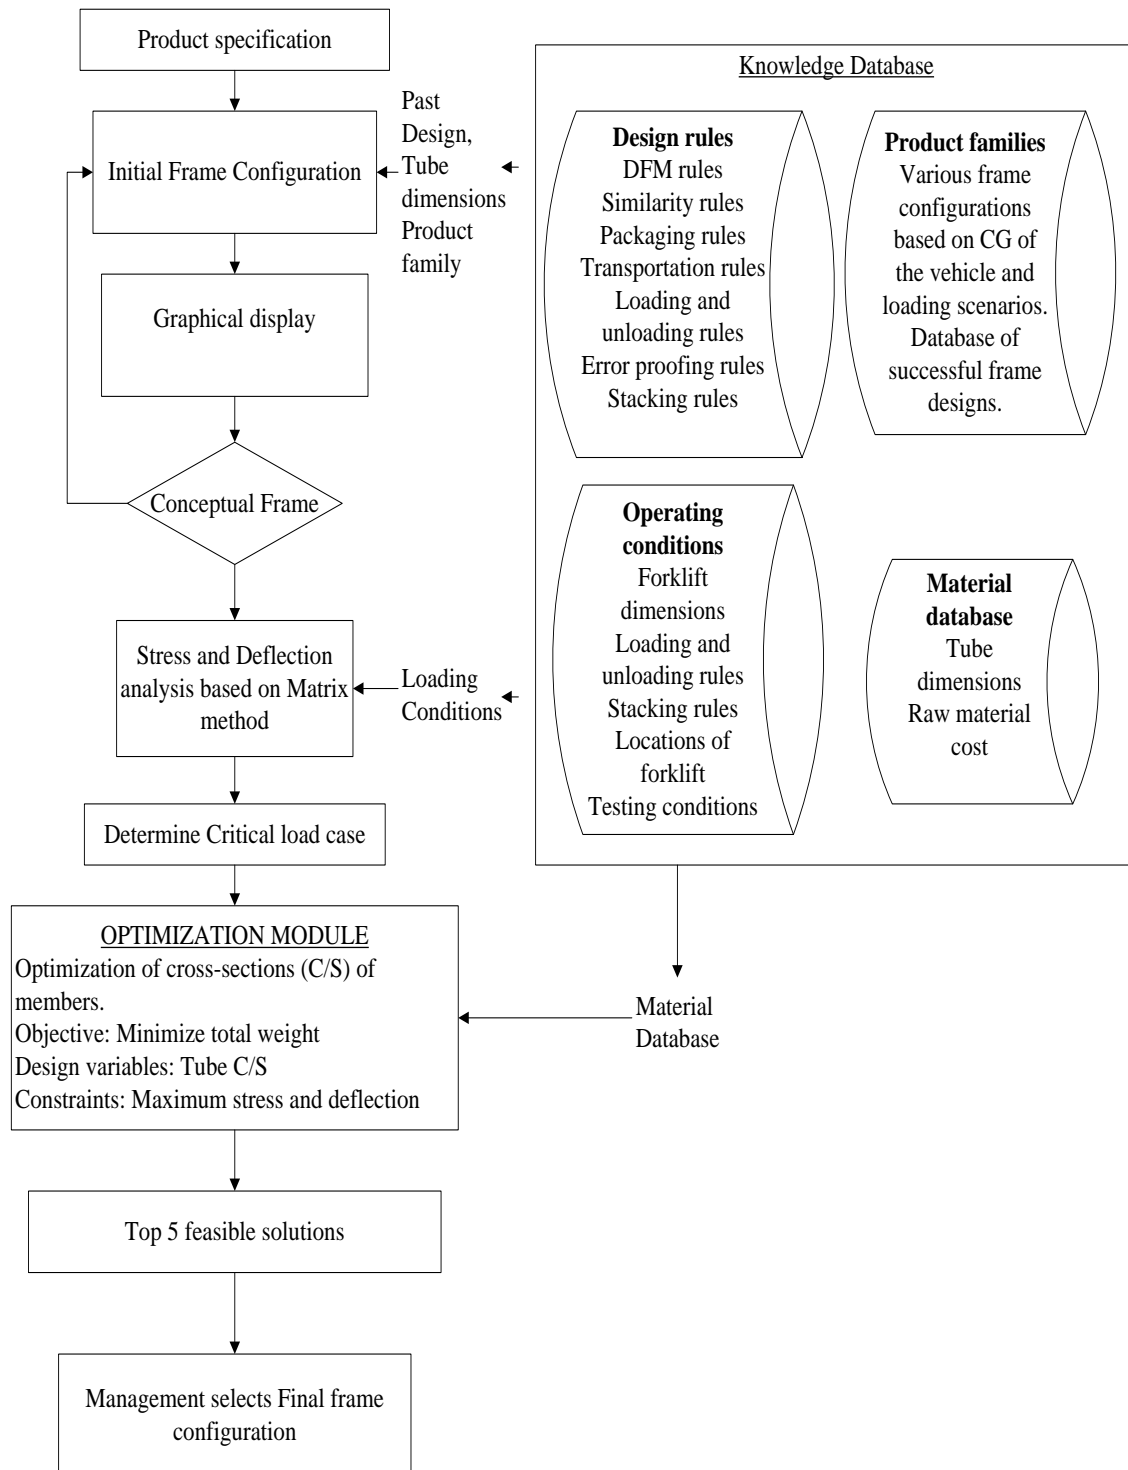 Product specification
Initial Frame Configuration
Past
Design,
Tube
dimensions
Product
family
Graphical display
Conceptual Frame
Stress and Deflection
analysis based on Matrix
method
Loading
Conditions
Determine Critical load case
OPTIMIZATION MODULE
Optimization of cross-sections (C/S) of
members.
Objective: Minimize total weight
Design variables: Tube C/S
Constraints: Maximum stress and deflection
Material
Database
Top 5 feasible solutions
Management selects Final frame
configuration
Knowledge Database
Design rules
DFM rules
Similarity rules
Packaging rules
Transportation rules
Loading and
unloading rules
Error proofing rules
Stacking rules
Product families
Various frame
configurations
based on CG of
the vehicle and
loading scenarios.
Database of
successful frame
designs.
Operating
conditions
Forklift
dimensions
Loading and
unloading rules
Stacking rules
Locations of
forklift
Testing conditions
Material
database
Tube
dimensions
Raw material
cost